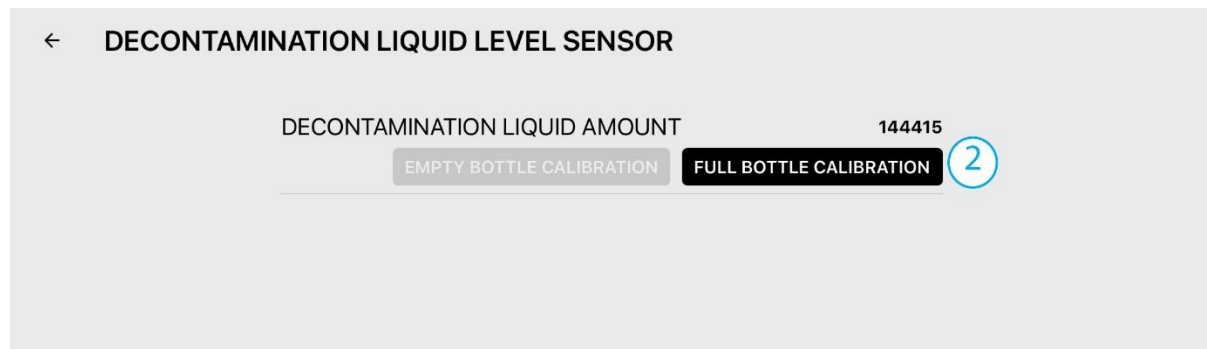 ← DECONTAMINATION LIQUID LEVEL SENSOR
DECONTAMINATION LIQUID AMOUNT 144415
EMPTY BOTTLE CALIBRATION FULL BOTTLE CALIBRATION 2